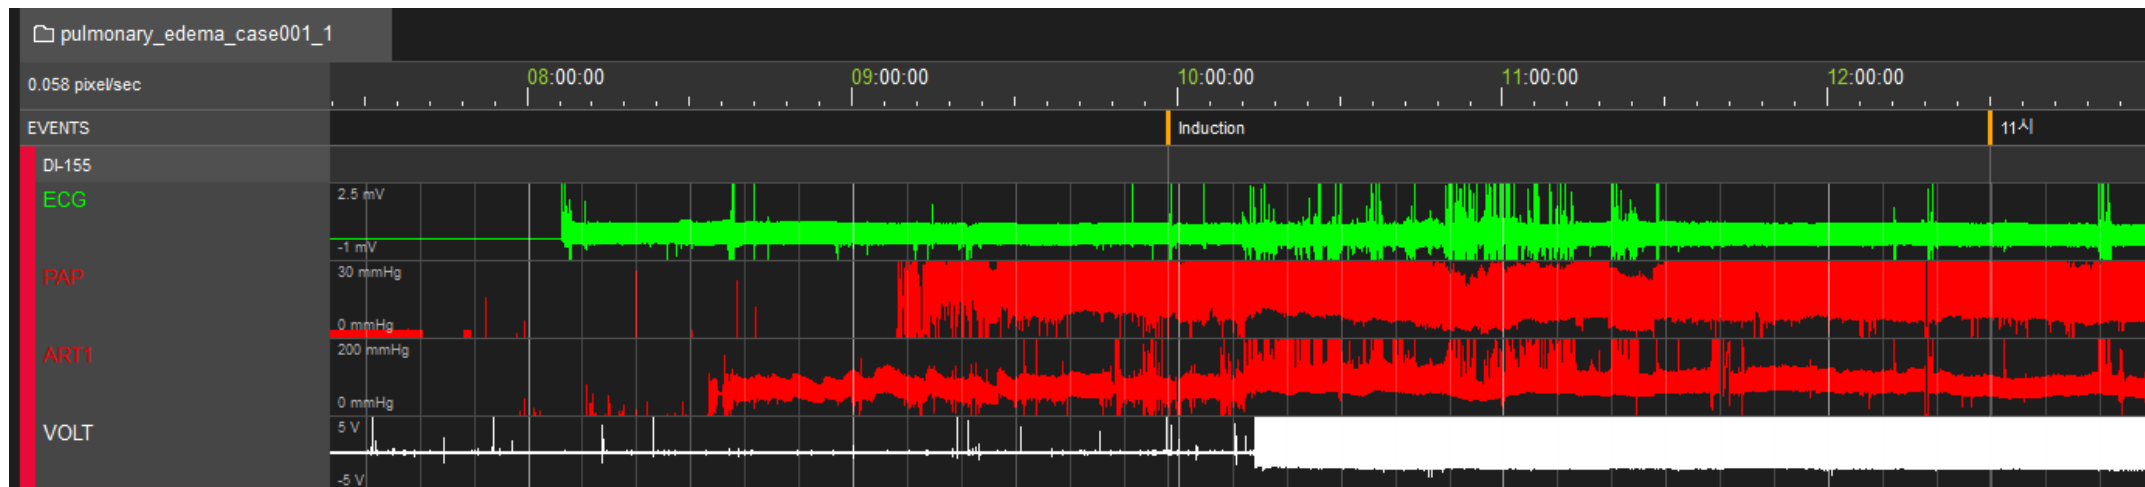 pulmonary_edema_case001_1
0.058 pixel/sec
08:00:00 09:00:00 10:00:00 11:00:00 12:00:00
EVENTS
Induction 11시
DI-155
ECG
2.5 mV
-1 mV
PAP
30 mmHg
0 mmHg
ART1
200 mmHg
0 mmHg
VOLT
5 V
-5 V